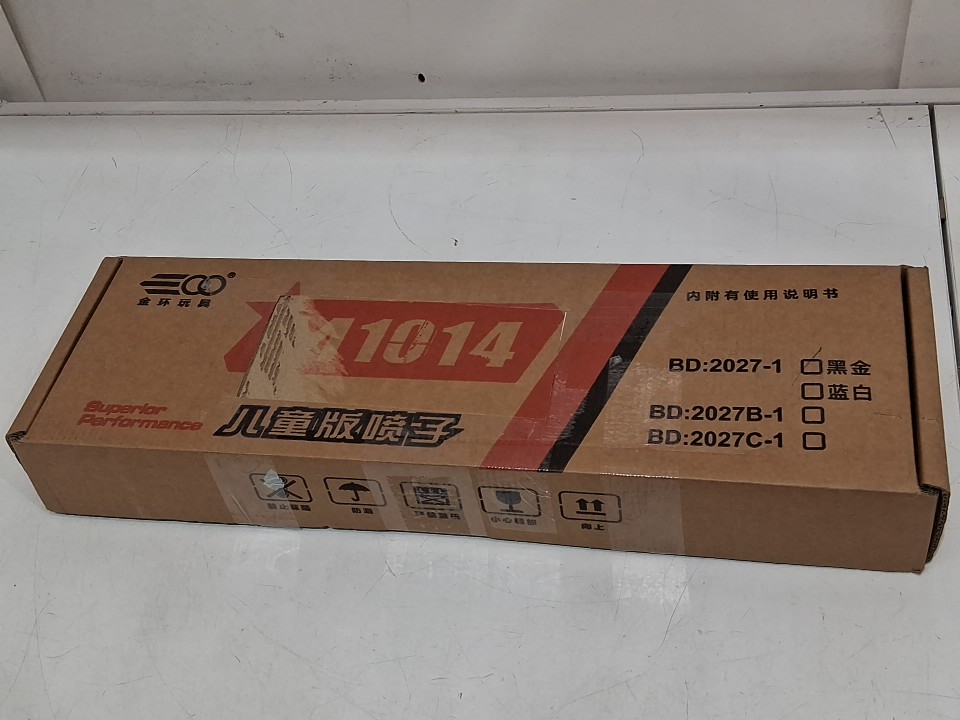 金环玩具
内附有使用说明书
1014
BD:2027-1 黑金
蓝白
BD:2027B-1
BD:2027C-1
Superior
Performance
儿童版喷子
防潮
小心轻放
向上